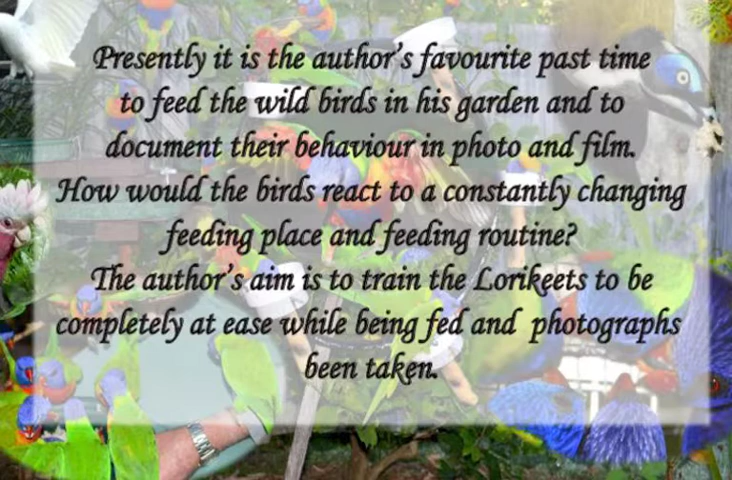 Presently it is the author's favourite past time
to feed the wild birds in his garden and to
document their behaviour in photo and film.
How would the birds react to a constantly changing
feeding place and feeding routine?
The author's aim is to train the Lorikeets to be
completely at ease while being fed and photographs
been taken.